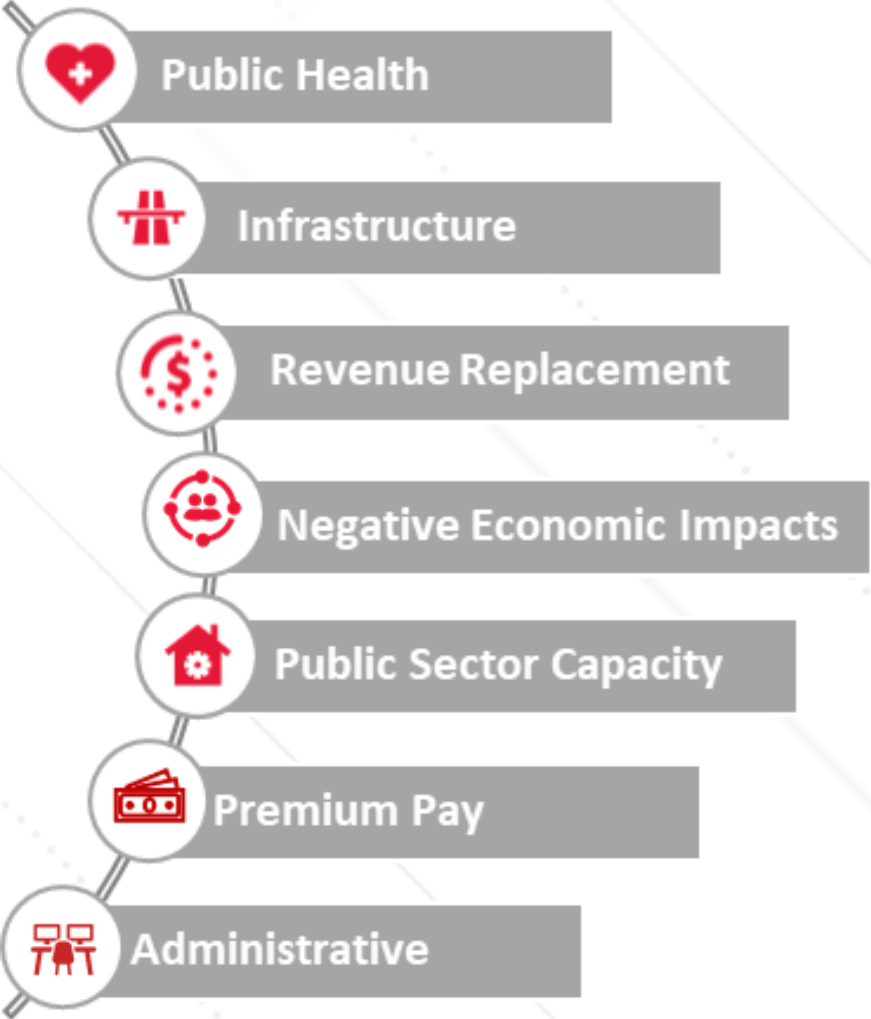 Public Health
Infrastructure
Revenue Replacement
Negative Economic Impacts
Public Sector Capacity
Premium Pay
Administrative